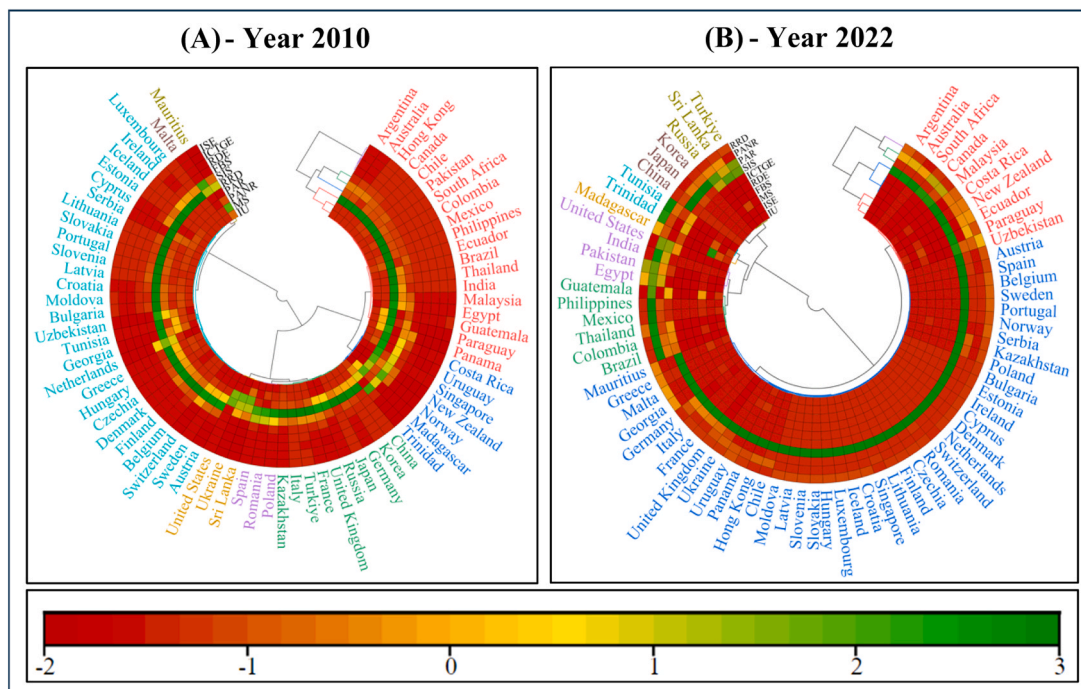 (A) - Year 2010
(B) - Year 2022
Argentina
Australia
Hong Kong
Canada
Chile
Pakistan
South Africa
Colombia
Mexico
Philippines
Ecuador
Brazil
Thailand
India
Malaysia
Egypt
Guatemala
Paraguay
Panama
Costa Rica
Uruguay
Singapore
New Zealand
Norway
Madagascar
Trinidad
China
Korea
Germany
Japan
Russia
United Kingdom
France
Turkiye
Italy
Kazakhstan
Poland
Romania
Spain
Sri Lanka
Ukraine
United States
Austria
Sweden
Switzerland
Belgium
Finland
Denmark
Czechia
Hungary
Greece
Netherlands
Georgia
Tunisia
Uzbekistan
Bulgaria
Moldova
Croatia
Latvia
Slovenia
Portugal
Slovakia
Lithuania
Serbia
Cyprus
Estonia
Iceland
Ireland
Luxembourg
Malta
Mauritius
Argentina
Australia
South Africa
Canada
Malaysia
Costa Rica
New Zealand
Ecuador
Paraguay
Uzbekistan
Austria
Spain
Belgium
Sweden
Portugal
Norway
Serbia
Kazakhstan
Poland
Bulgaria
Estonia
Ireland
Cyprus
Denmark
Netherlands
Switzerland
Romania
Czechia
Finland
Lithuania
Singapore
Croatia
Iceland
Luxembourg
Hungary
Slovakia
Slovenia
Latvia
Moldova
Chile
Hong Kong
Panama
Uruguay
Ukraine
United Kingdom
France
Italy
Germany
Georgia
Malta
Greece
Mauritius
Brazil
Colombia
Thailand
Mexico
Philippines
Guatemala
Egypt
Pakistan
India
United States
Madagascar
Trinidad
Tunisia
China
Japan
Korea
Russia
Sri Lanka
Turkiye
RRD
PANR
PAR
SIS
ICTGE
-2
-1
0
1
2
3